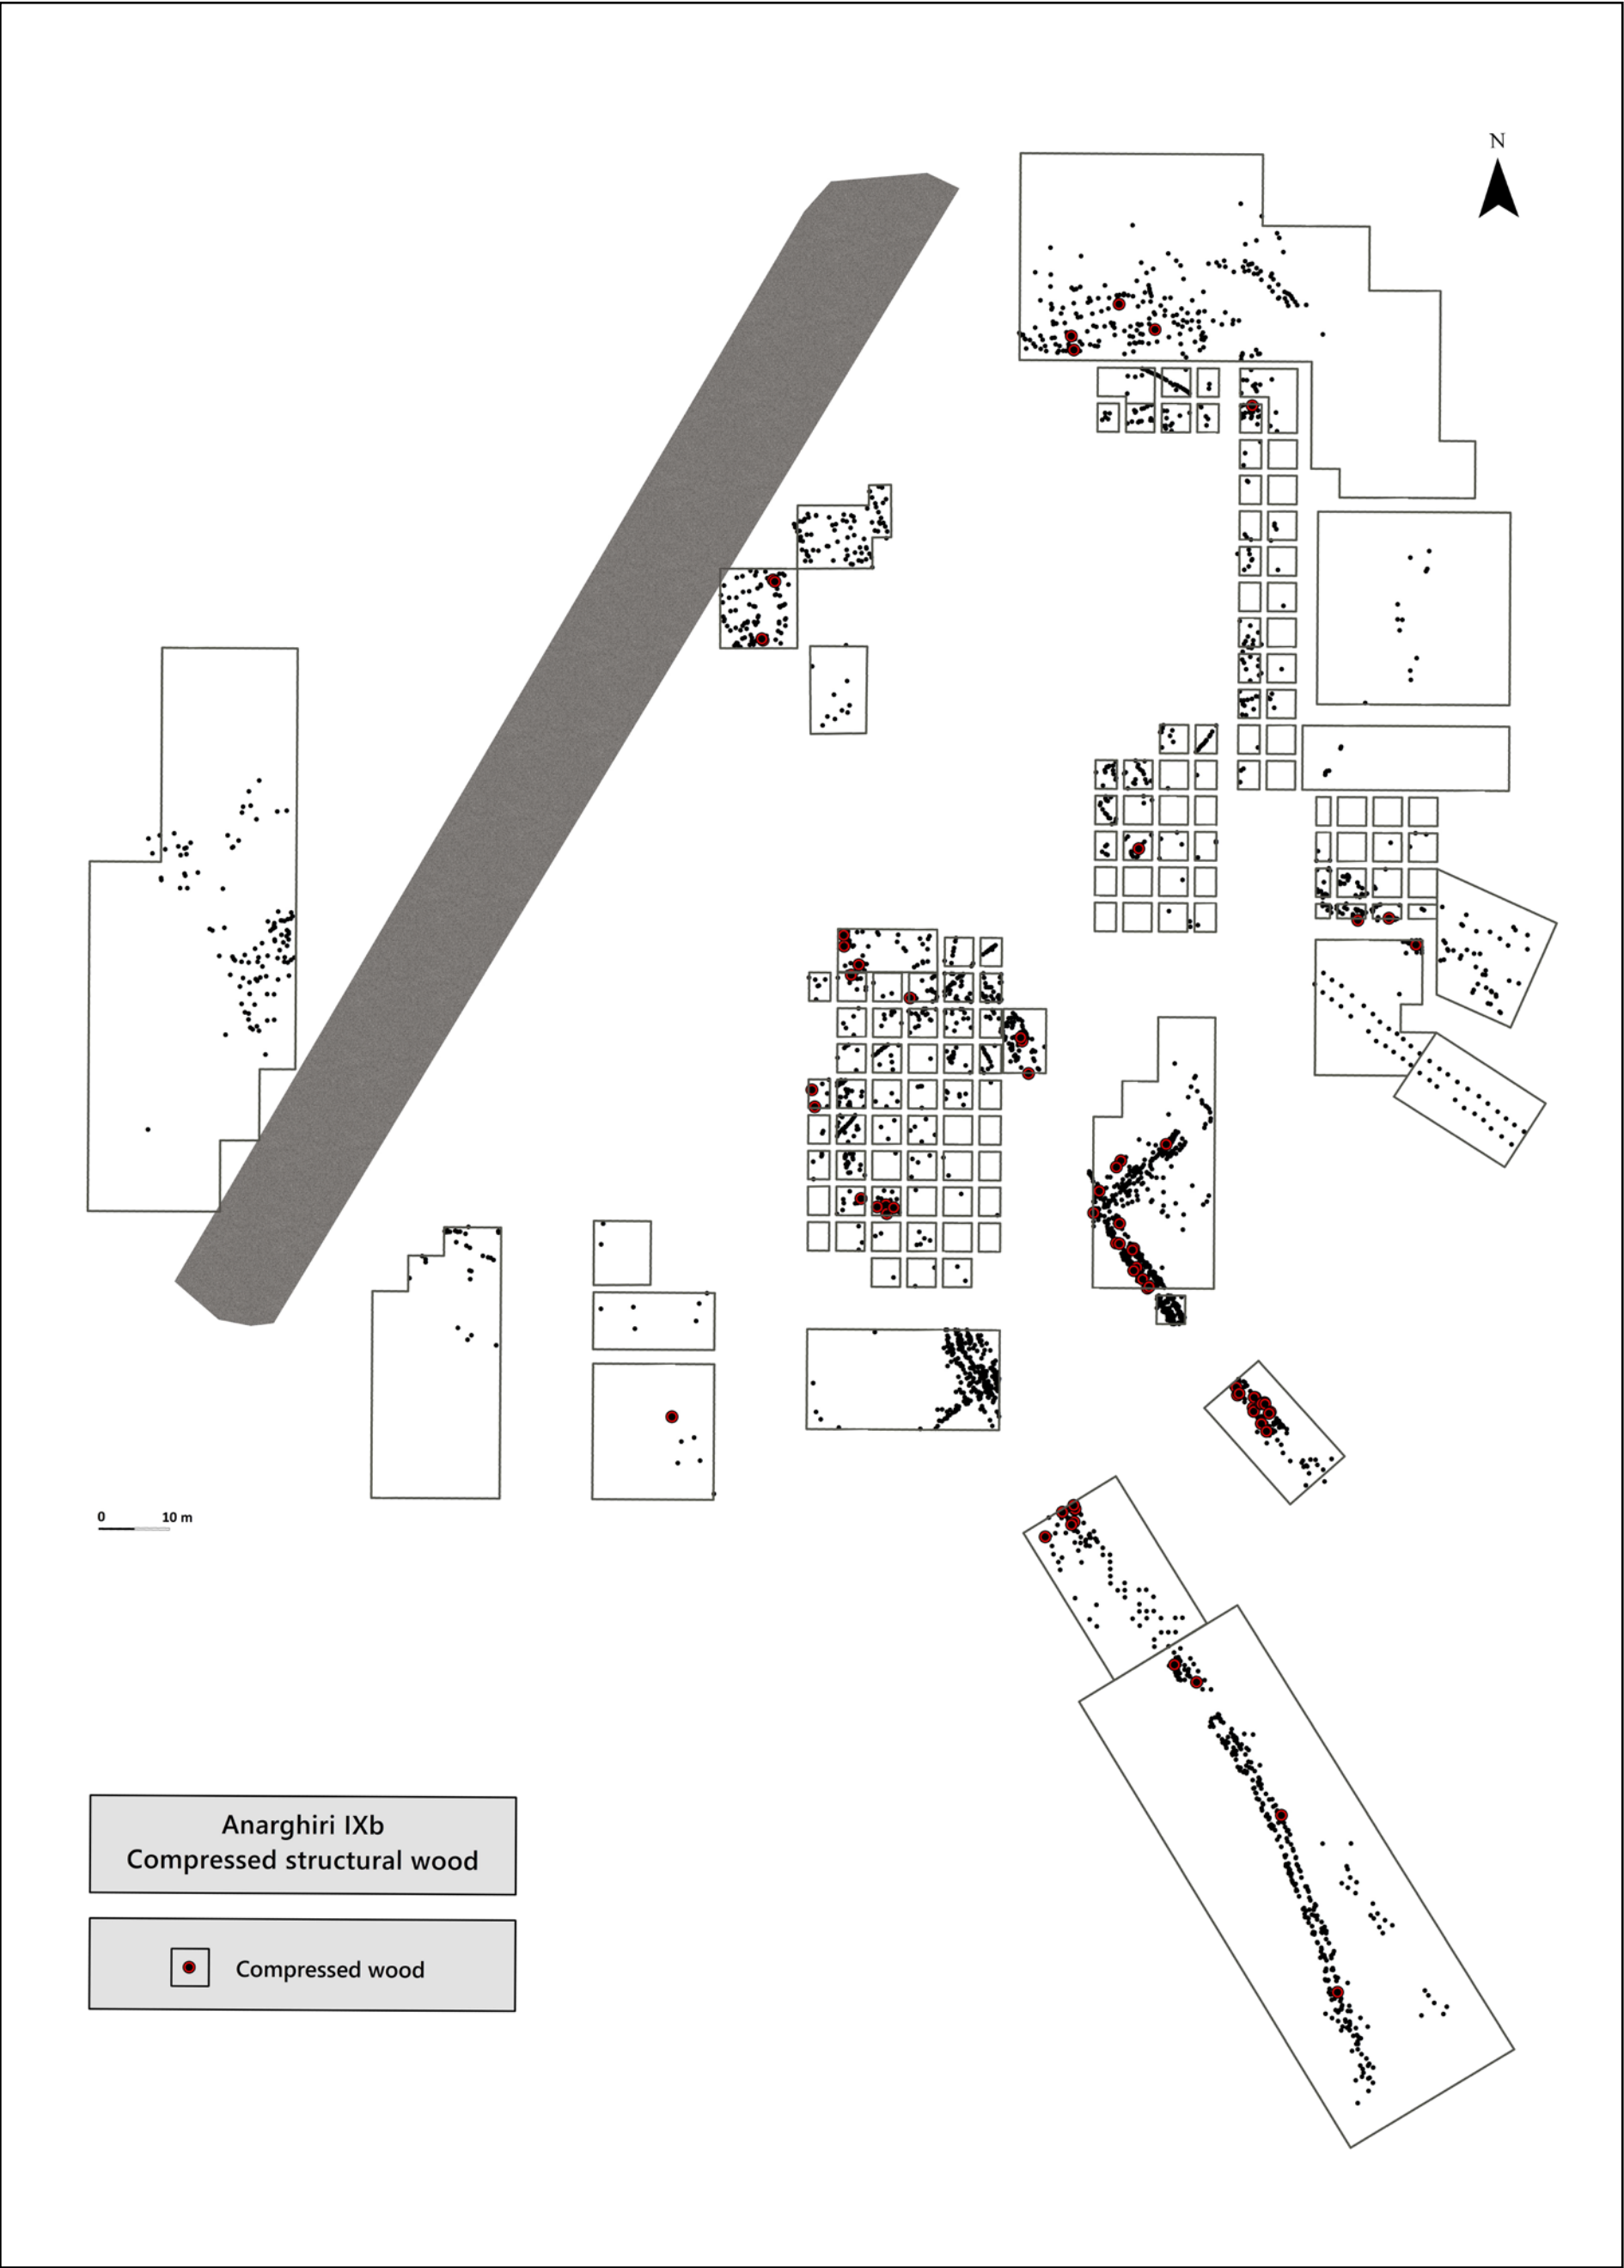 N
0 10 m
Anarghiri IXb
Compressed structural wood
Compressed wood